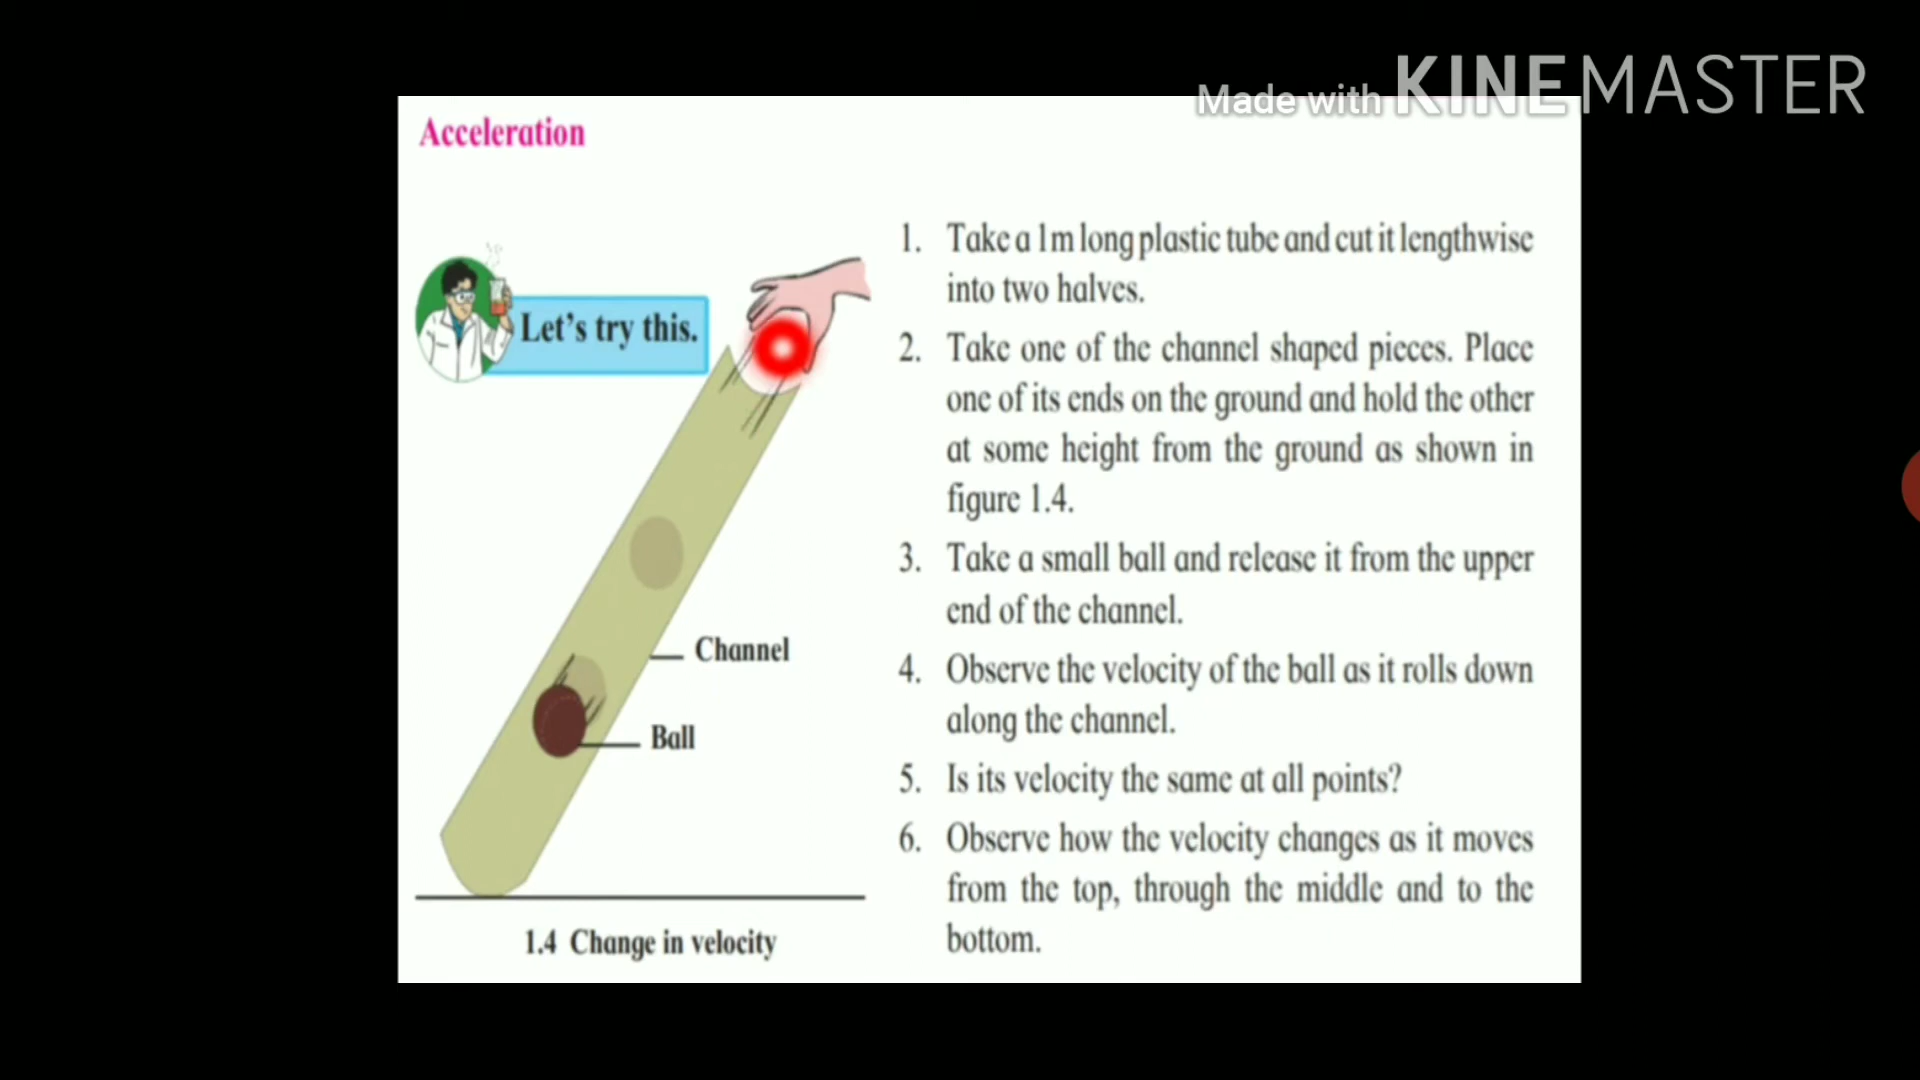 Made with KINEMASTER
Acceleration
Let's try this.
1. Take a 1m long plastic tube and cut it lengthwise
into two halves.
2. Take one of the channel shaped pieces. Place
one of its ends on the ground and hold the other
at some height from the ground as shown in
figure 1.4.
3. Take a small ball and release it from the upper
end of the channel.
4. Observe the velocity of the ball as it rolls down
along the channel.
5. Is its velocity the same at all points?
6. Observe how the velocity changes as it moves
from the top, through the middle and to the
bottom.
Channel
Ball
1.4 Change in velocity